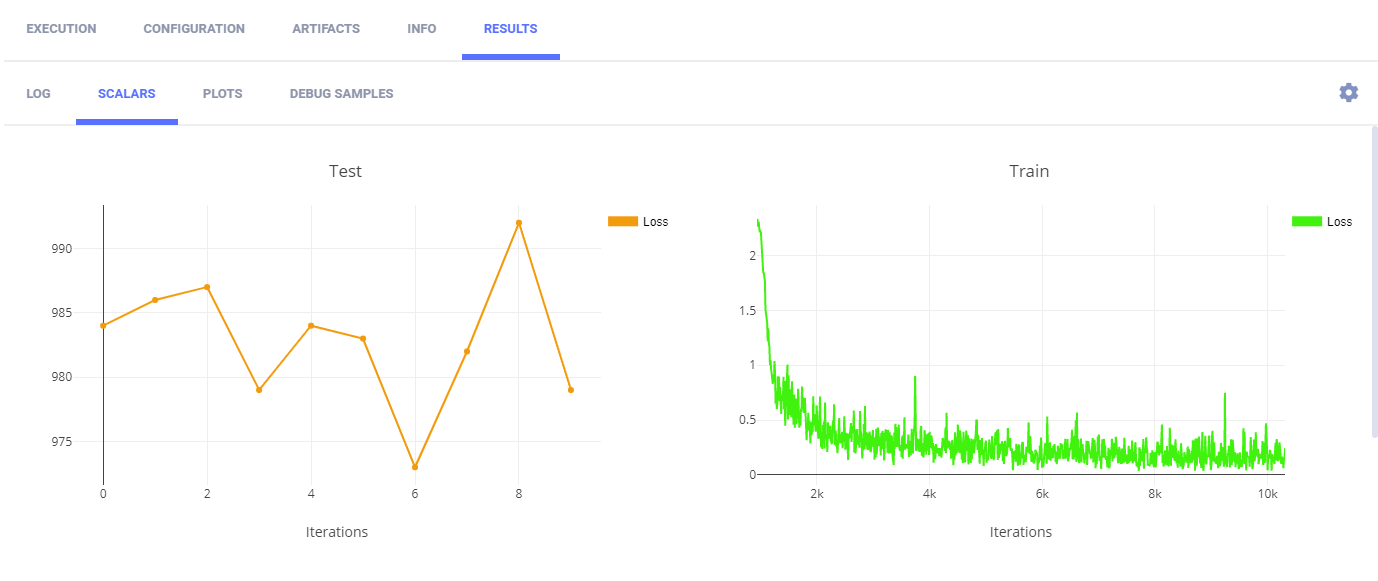 EXECUTION CONFIGURATION ARTIFACTS INFO RESULTS
LOG SCALARS PLOTS DEBUG SAMPLES
Test
990
985
980
975
0 2 4 6 8
Iterations
Loss
Train
2
1.5
1
0.5
0
2k 4k 6k 8k 10k
Iterations
Loss